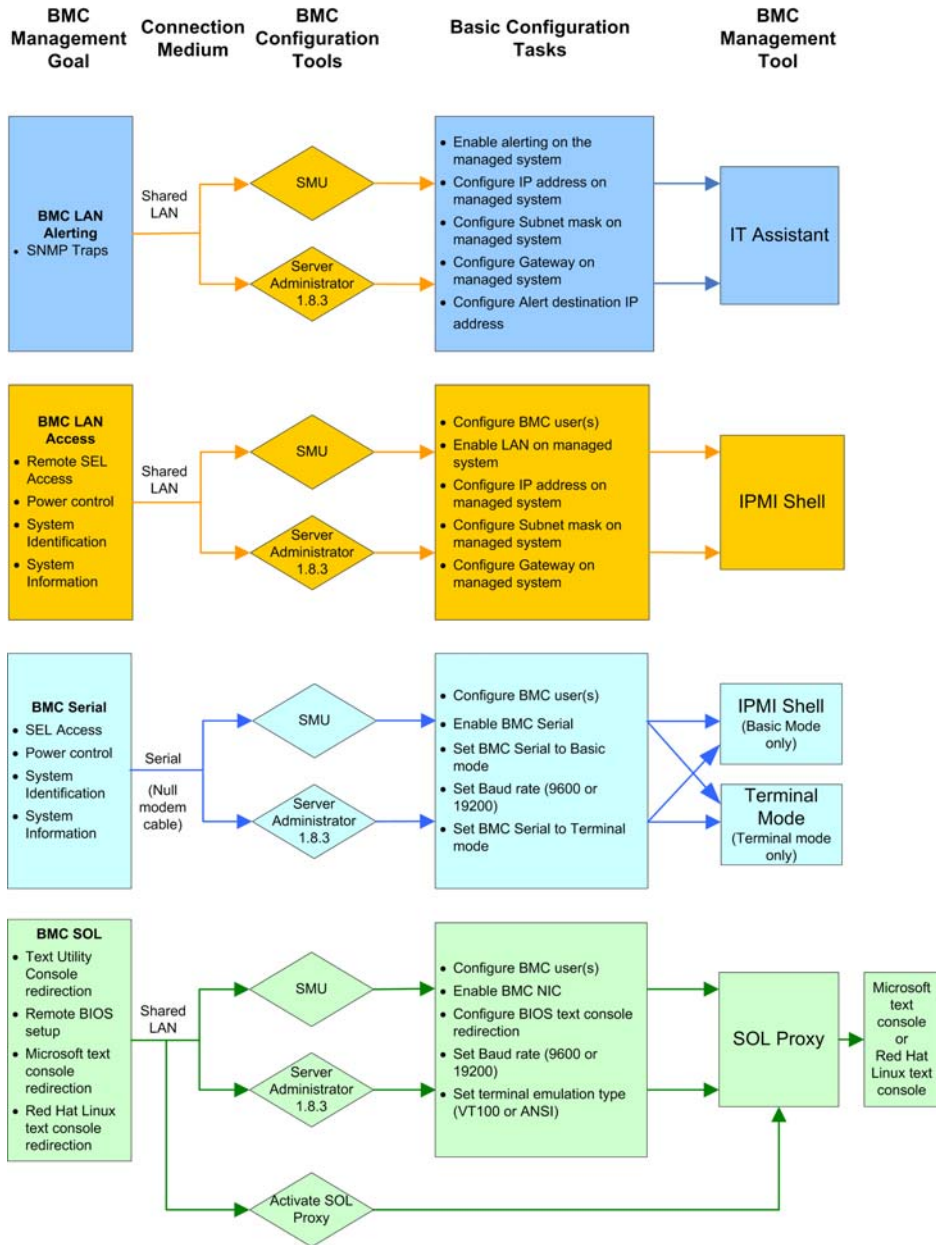 BMC
Management
Goal
Connection
Medium
BMC
Configuration
Tools
Basic Configuration
Tasks
BMC
Management
Tool
BMC LAN
Alerting
• SNMP Traps
Shared
LAN
SMU
Server
Administrator
1.8.3
• Enable alerting on the
managed system
• Configure IP address on
managed system
• Configure Subnet mask on
managed system
• Configure Gateway on
managed system
• Configure Alert destination IP
address
IT Assistant
BMC LAN
Access
• Remote SEL
Access
• Power control
• System
Identification
• System
Information
Shared
LAN
SMU
Server
Administrator
1.8.3
• Configure BMC user(s)
• Enable LAN on managed
system
• Configure IP address on
managed system
• Configure Subnet mask on
managed system
• Configure Gateway on
managed system
IPMI Shell
BMC Serial
• SEL Access
• Power control
• System
Identification
• System
Information
Serial
(Null
modem
cable)
SMU
Server
Administrator
1.8.3
• Configure BMC user(s)
• Enable BMC Serial
• Set BMC Serial to Basic
mode
• Set Baud rate (9600 or
19200)
• Set BMC Serial to Terminal
mode
IPMI Shell
(Basic Mode
only)
Terminal
Mode
(Terminal mode
only)
BMC SOL
• Text Utility
Console
redirection
• Remote BIOS
setup
• Microsoft text
console
redirection
• Red Hat Linux
text console
redirection
Shared
LAN
SMU
Server
Administrator
1.8.3
Activate SOL
Proxy
• Configure BMC user(s)
• Enable BMC NIC
• Configure BIOS text console
redirection
• Set Baud rate (9600 or
19200)
• Set terminal emulation type
(VT100 or ANSI)
SOL Proxy
Microsoft
text
console
or
Red Hat
Linux text
console